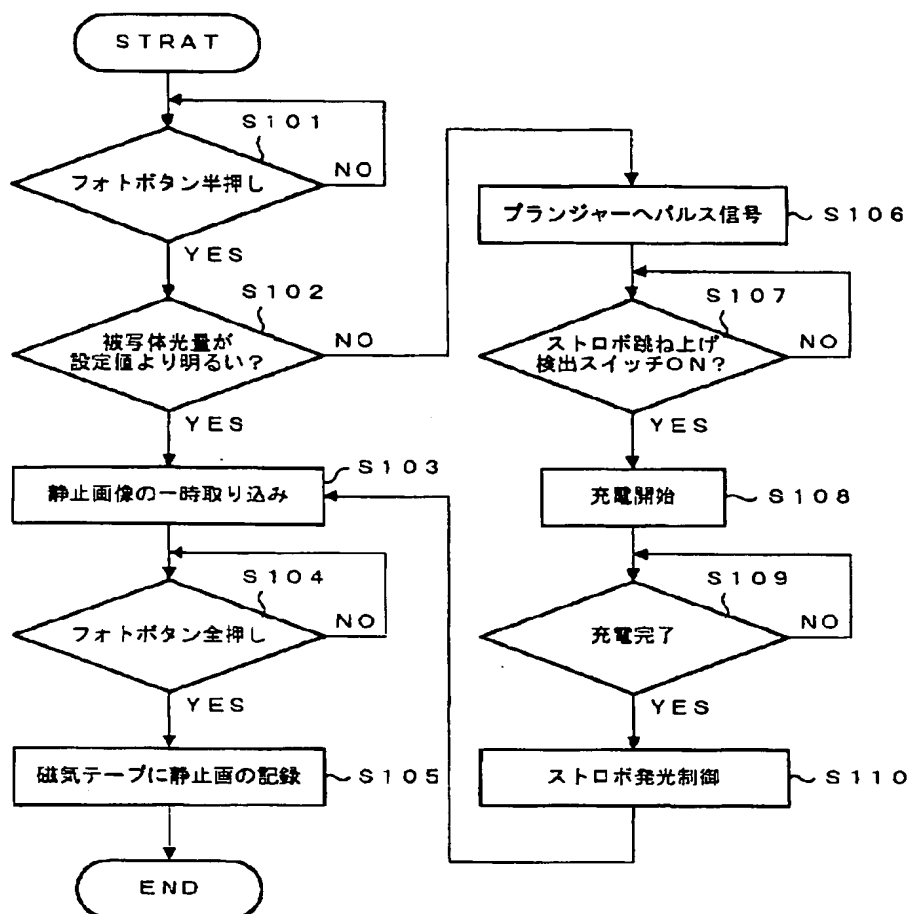 STRAT
S101
フォトボタン半押し
NO
YES
S102
被写体光量が
設定値より明るい？
NO
YES
S103
静止画像の一時取り込み
S104
フォトボタン全押し
NO
YES
磁気テープに静止画の記録
S105
END
プランジャーへパルス信号
S106
S107
ストロボ跳ね上げ
検出スイッチON？
NO
YES
充電開始
S108
S109
充電完了
NO
YES
ストロボ発光制御
S110